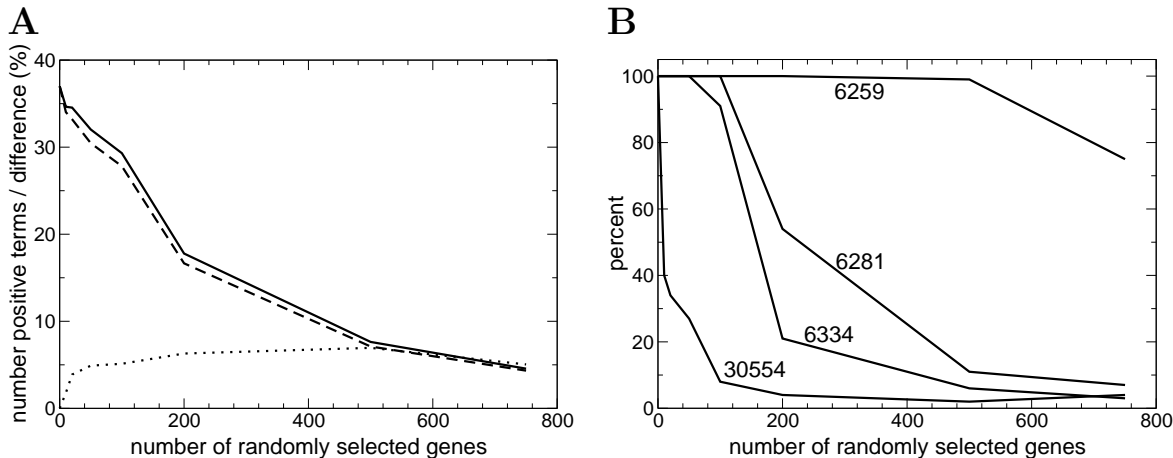 A
number positive terms / difference (%)
40
30
20
10
0
0 200 400 600 800
number of randomly selected genes
B
percent
100
80
60
40
20
0
6259
6281
6334
30554
0 200 400 600 800
number of randomly selected genes